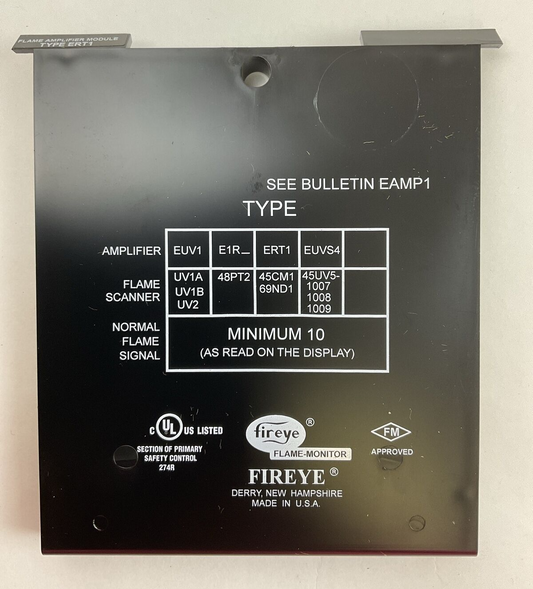 FLAME AMPLIFIER MODULE
TYPE ERT1
SEE BULLETIN EAMP1
TYPE
AMPLIFIER EUV1 E1R_ ERT1 EUVS4
FLAME SCANNER UV1A UV1B UV2 48PT2 45CM1 69ND1 45UV5- 1007 1008 1009
NORMAL FLAME SIGNAL MINIMUM 10 (AS READ ON THE DISPLAY)
C UL ® US LISTED
SECTION OF PRIMARY
SAFETY CONTROL
274R
fireye ®
FLAME-MONITOR
FM
APPROVED
FIREYE ®
DERRY, NEW HAMPSHIRE
MADE IN U.S.A.